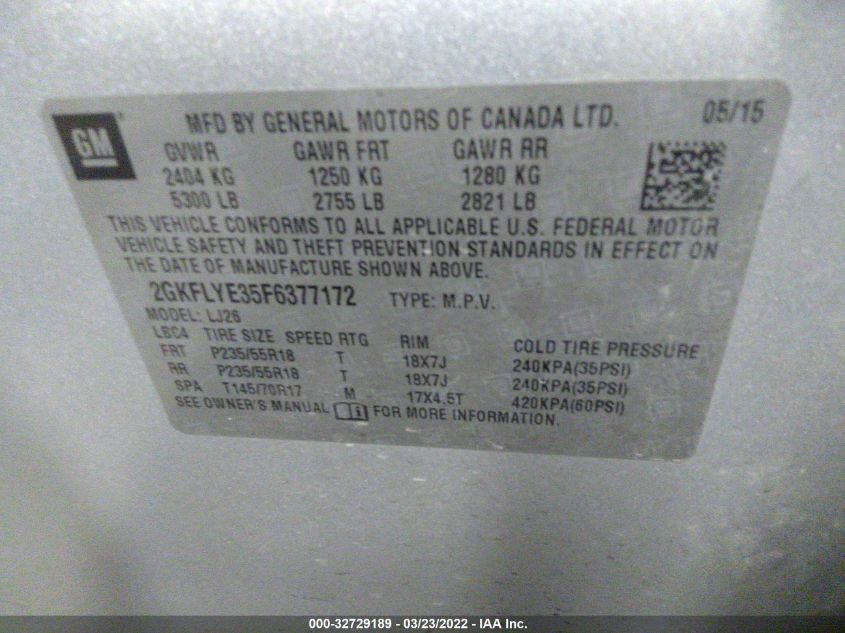 GM
MFD BY GENERAL MOTORS OF CANADA LTD. 05/15
GVWR GAWR FRT GAWR RR
2404 KG 1250 KG 1280 KG
5300 LB 2755 LB 2821 LB
THIS VEHICLE CONFORMS TO ALL APPLICABLE U.S. FEDERAL MOTOR
VEHICLE SAFETY AND THEFT PREVENTION STANDARDS IN EFFECT ON
THE DATE OF MANUFACTURE SHOWN ABOVE.
2GKFLYE35F6377172 TYPE: M.P.V.
MODEL: LJ26
LBC4 TIRE SIZE SPEED RTG RIM COLD TIRE PRESSURE
FRT P235/55R18 T 18X7J 240KPA(35PSI)
RR P235/55R18 T 18X7J 240KPA(35PSI)
SPA T145/70R17 M 17X4.5T 420KPA(60PSI)
SEE OWNER'S MANUAL FOR MORE INFORMATION.
000-32729189 - 03/23/2022 - IAA Inc.